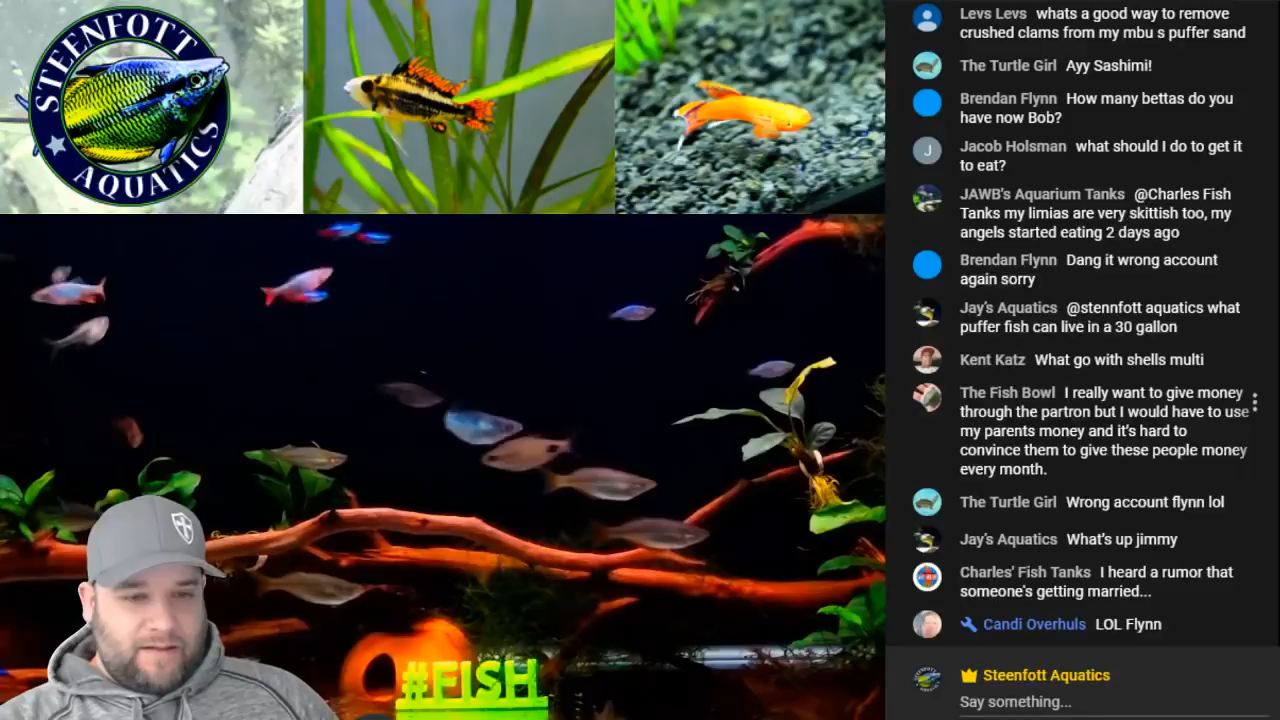 STEENFOTT
AQUATICS
#FISH
Levs Levs whats a good way to remove
crushed clams from my mbu s puffer sand
The Turtle Girl Ayy Sashimi!
Brendan Flynn How many bettas do you
have now Bob?
J
Jacob Holsman what should I do to get it
to eat?
JAWB's Aquarium Tanks @Charles Fish
Tanks my limias are very skittish too, my
angels started eating 2 days ago
Brendan Flynn Dang it wrong account
again sorry
Jay's Aquatics @stennfott aquatics what
puffer fish can live in a 30 gallon
Kent Katz What go with shells multi
The Fish Bowl I really want to give money
through the partron but I would have to use
my parents money and it's hard to
convince them to give these people money
every month.
The Turtle Girl Wrong account flynn lol
Jay's Aquatics What's up jimmy
Charles' Fish Tanks I heard a rumor that
someone's getting married...
Candi Overhuls LOL Flynn
Steenfott Aquatics
Say something...